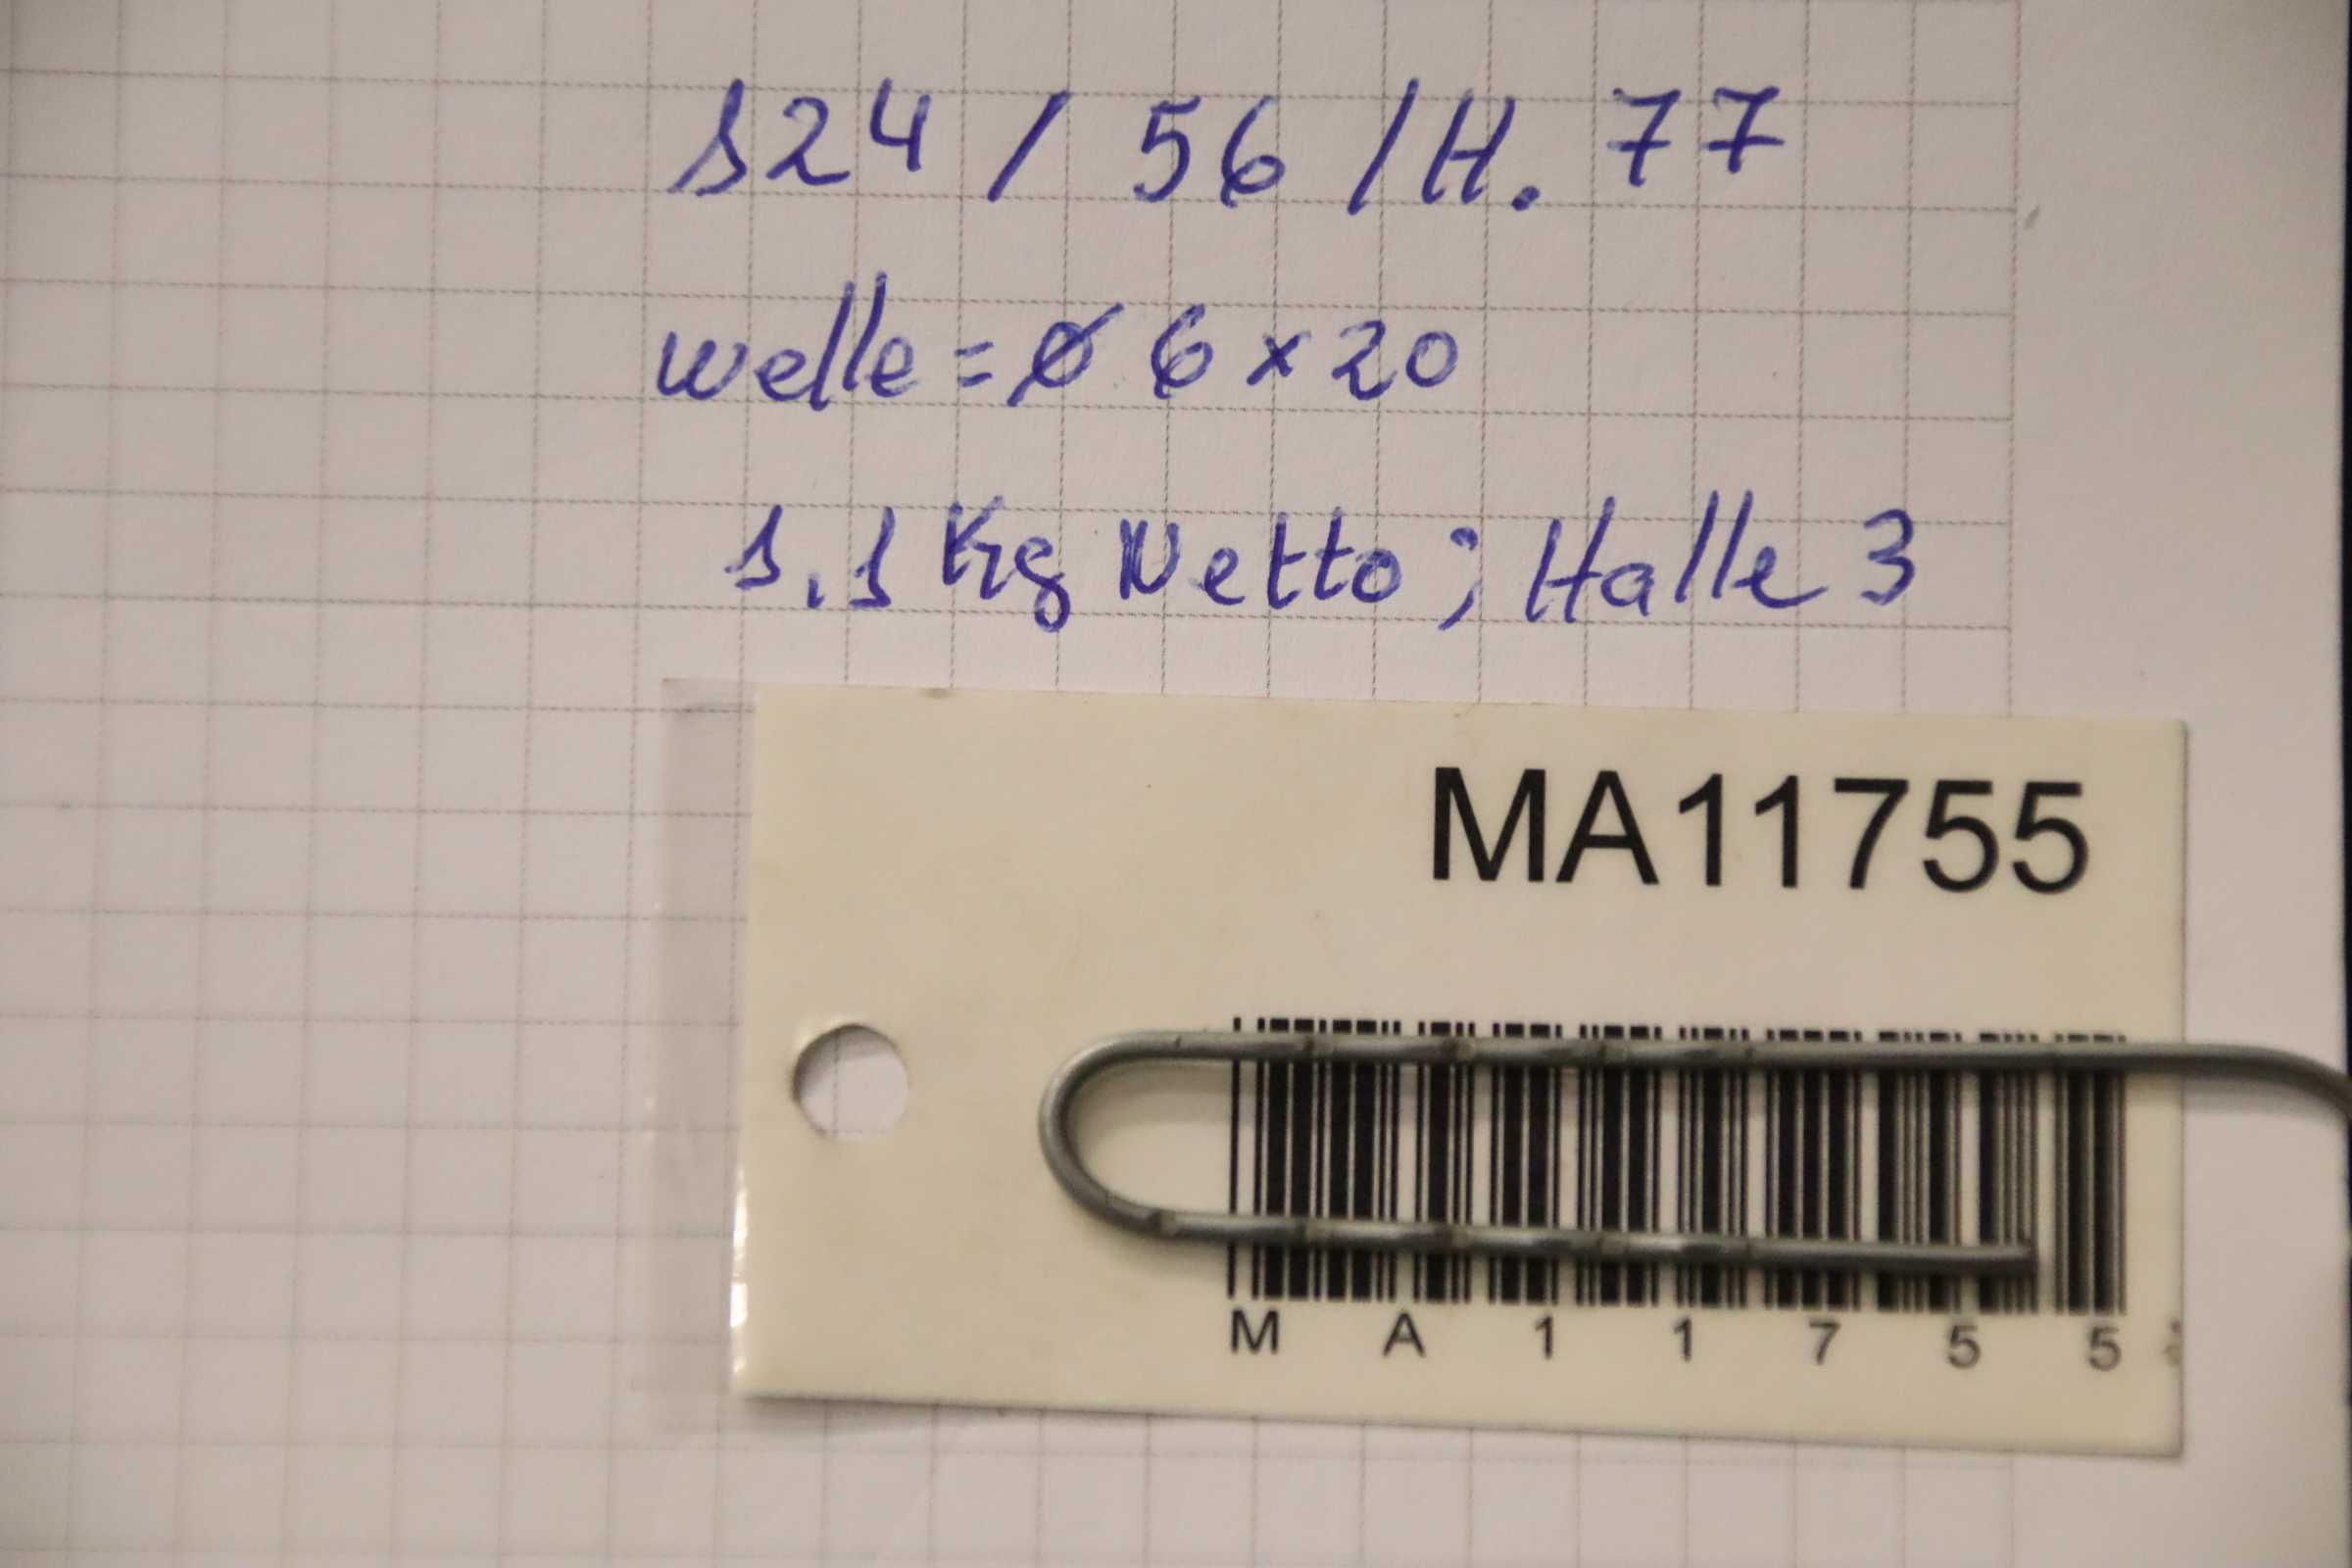 124 / 56 / H. 77
welle = ø 6 x 20
1.1 Kg Netto ; Halle 3
MA11755
M A 1 1 7 5 5